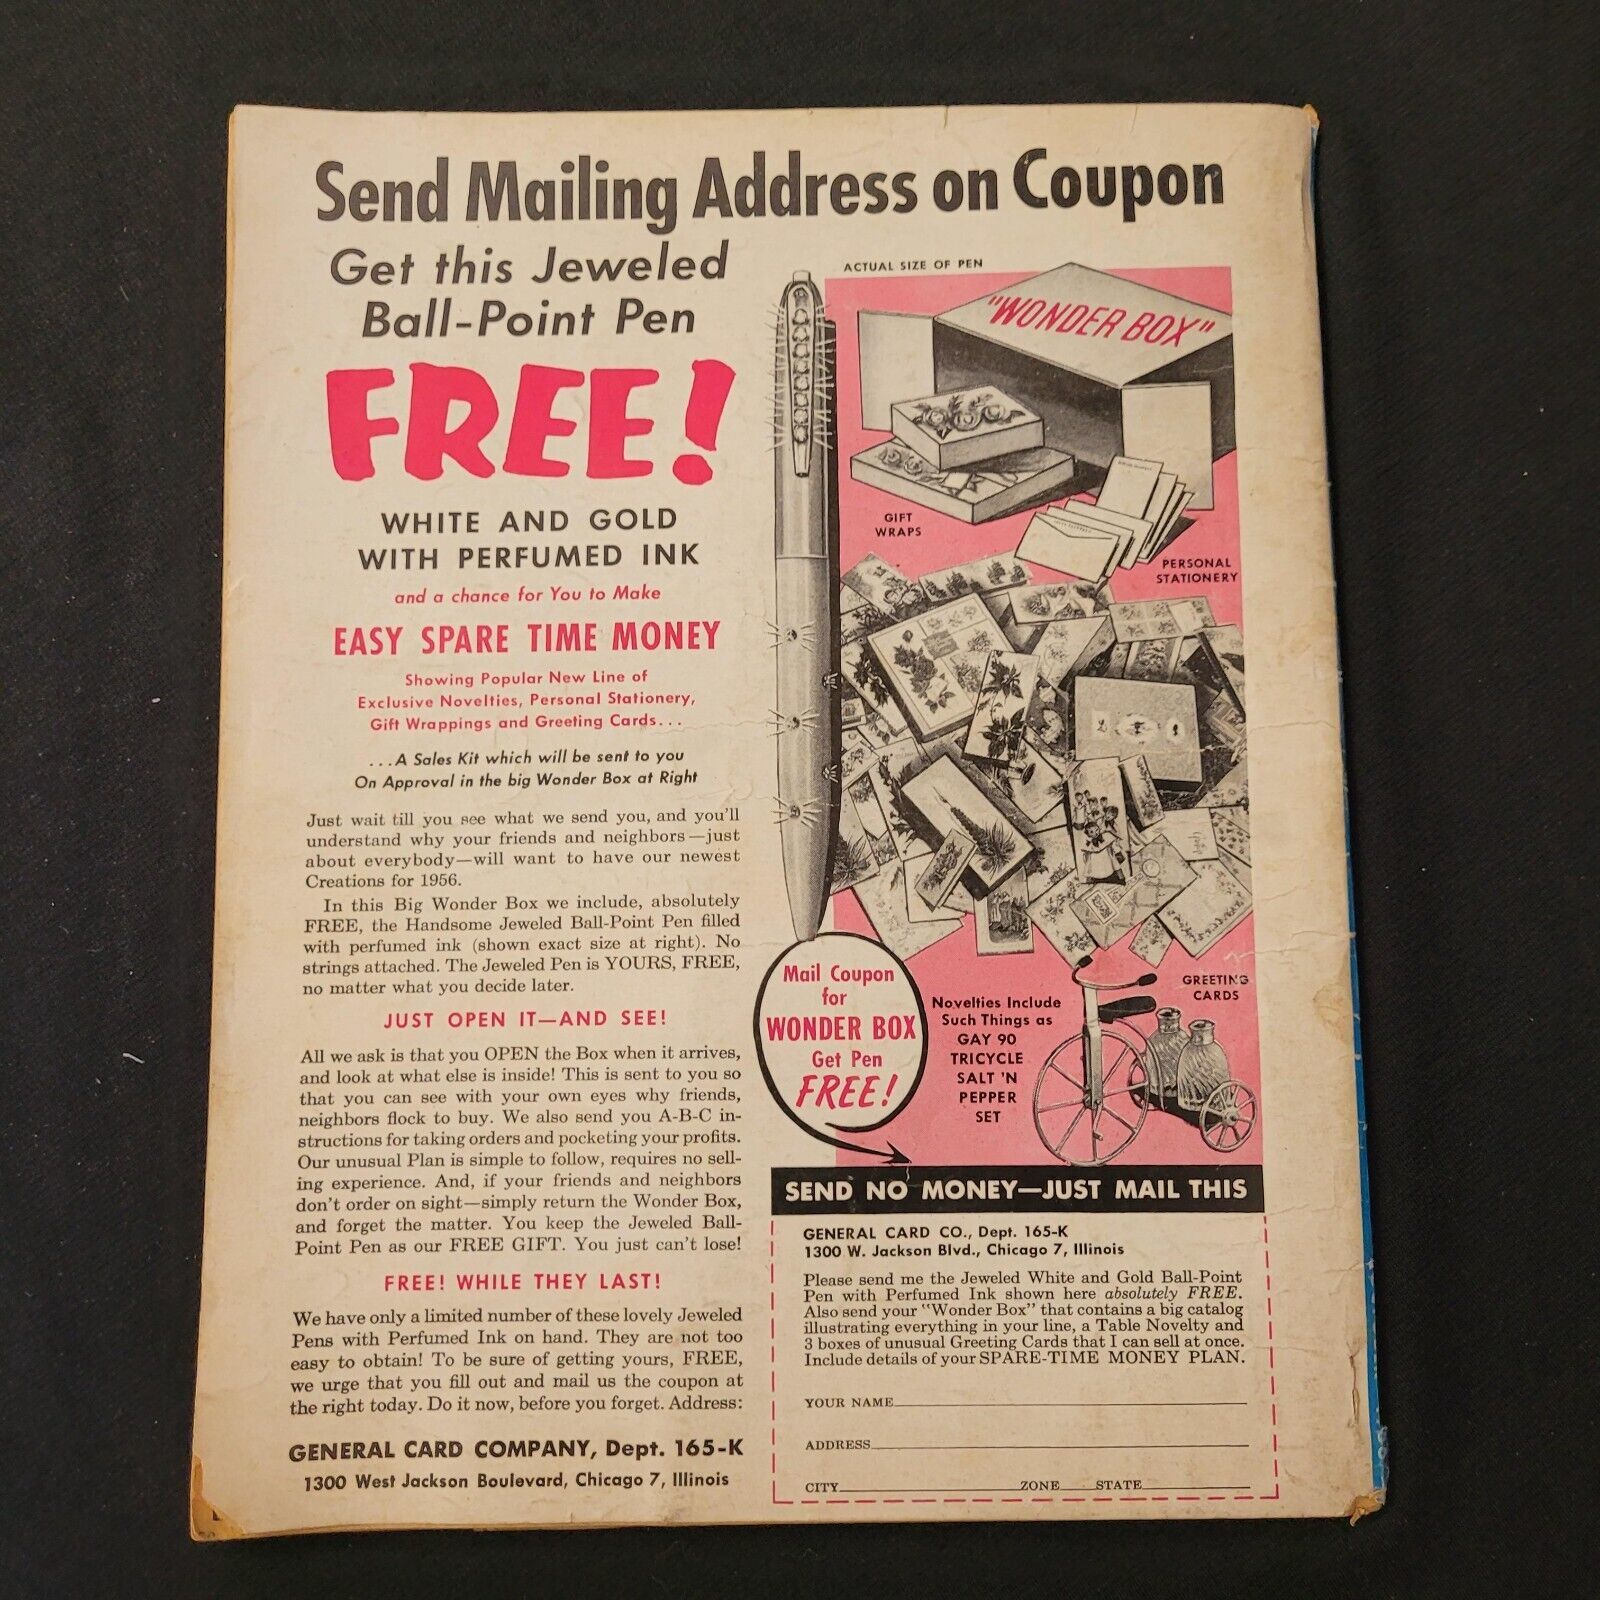 Send Mailing Address on Coupon
Get this Jeweled
Ball-Point Pen
FREE!
WHITE AND GOLD
WITH PERFUMED INK
and a chance for You to Make
EASY SPARE TIME MONEY
Showing Popular New Line of
Exclusive Novelties, Personal Stationery,
Gift Wrappings and Greeting Cards...
...A Sales Kit which will be sent to you
On Approval in the big Wonder Box at Right
Just wait till you see what we send you, and you'll
understand why your friends and neighbors—just
about everybody—will want to have our newest
Creations for 1956.
In this Big Wonder Box we include, absolutely
FREE, the Handsome Jeweled Ball-Point Pen filled
with perfumed ink (shown exact size at right). No
strings attached. The Jeweled Pen is YOURS, FREE,
no matter what you decide later.
JUST OPEN IT—AND SEE!
All we ask is that you OPEN the Box when it arrives,
and look at what else is inside! This is sent to you so
that you can see with your own eyes why friends,
neighbors flock to buy. We also send you A-B-C in-
structions for taking orders and pocketing your profits.
Our unusual Plan is simple to follow, requires no sell-
ing experience. And, if your friends and neighbors
don't order on sight—simply return the Wonder Box,
and forget the matter. You keep the Jeweled Ball-
Point Pen as our FREE GIFT. You just can't lose!
FREE! WHILE THEY LAST!
We have only a limited number of these lovely Jeweled
Pens with Perfumed Ink on hand. They are not too
easy to obtain! To be sure of getting yours, FREE,
we urge that you fill out and mail us the coupon at
the right today. Do it now, before you forget. Address:
GENERAL CARD COMPANY, Dept. 165-K
1300 West Jackson Boulevard, Chicago 7, Illinois
ACTUAL SIZE OF PEN
"WONDER BOX"
GIFT
WRAPS
PERSONAL
STATIONERY
GREETING
CARDS
Mail Coupon
for
WONDER BOX
Get Pen
FREE!
Novelties Include
Such Things as
GAY 90
TRICYCLE
SALT 'N
PEPPER
SET
SEND NO MONEY—JUST MAIL THIS
GENERAL CARD CO., Dept. 165-K
1300 W. Jackson Blvd., Chicago 7, Illinois
Please send me the Jeweled White and Gold Ball-Point
Pen with Perfumed Ink shown here absolutely FREE.
Also send your "Wonder Box" that contains a big catalog
illustrating everything in your line, a Table Novelty and
3 boxes of unusual Greeting Cards that I can sell at once.
Include details of your SPARE-TIME MONEY PLAN.
YOUR NAME
ADDRESS
CITY ZONE STATE